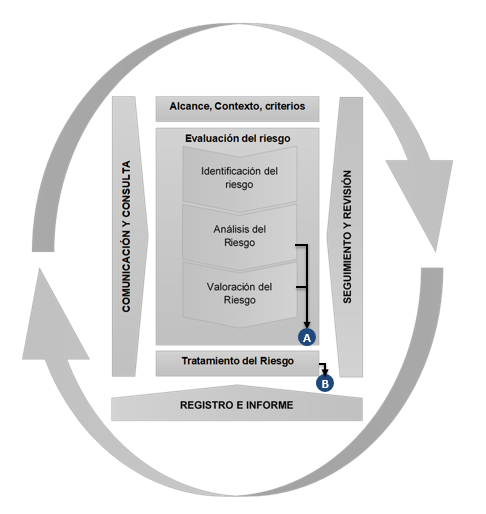 Alcance, Contexto, criterios
Evaluación del riesgo
Identificación del
riesgo
Análisis del
Riesgo
Valoración del
Riesgo
A
Tratamiento del Riesgo
B
COMUNICACIÓN Y CONSULTA
SEGUIMIENTO Y REVISIÓN
REGISTRO E INFORME